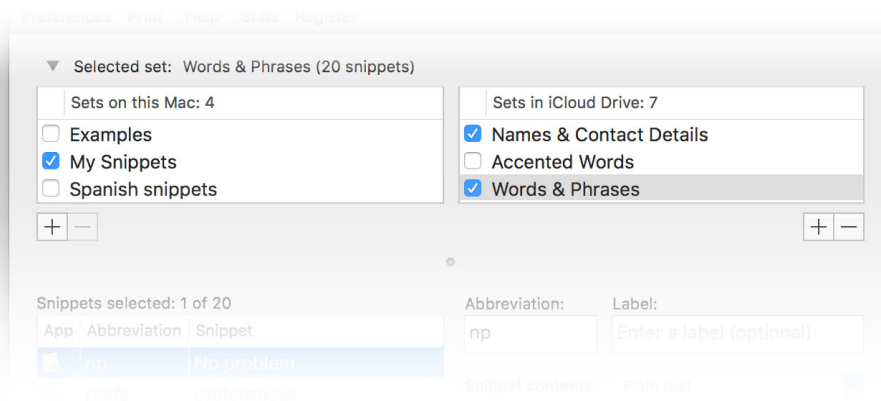 Preferences Print Help Stats Register
Selected set: Words & Phrases (20 snippets)
Sets on this Mac: 4
Examples
My Snippets
Spanish snippets
Sets in iCloud Drive: 7
Names & Contact Details
Accented Words
Words & Phrases
Snippets selected: 1 of 20
App Abbreviation Snippet
np No problem
prefs preferences
Abbreviation: Label:
np Enter a label (optional)
Snippet contents: Plain text